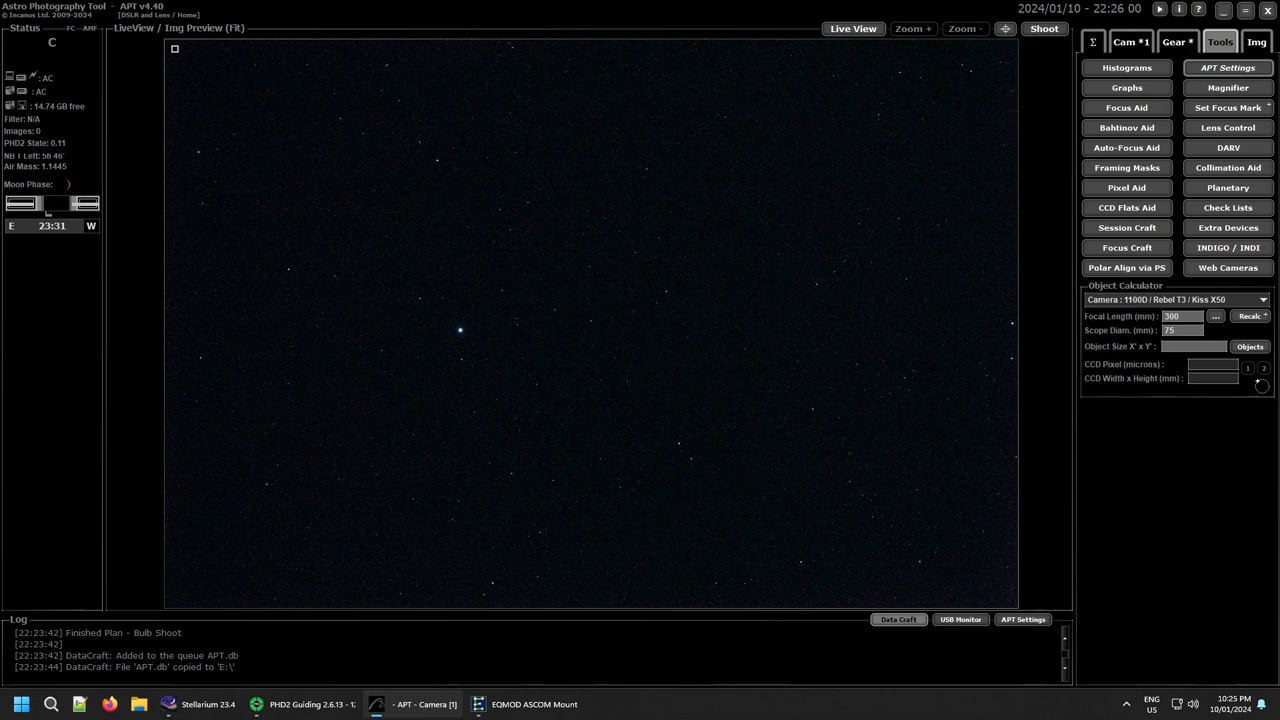 Astro Photography Tool - APT v4.40
© Incanus Ltd. 2009-2024 [DSLR and Lens / Home]
2024/01/10 - 22:26 00
i
?
_
=
X
Status FC AMF
C
: AC
: AC
: 14.74 GB free
Filter: N/A
Images: 0
PHD2 State: 0.11
NB T Left: 5h 46'
Air Mass: 1.1445
Moon Phase: )
E 23:31 W
LiveView / Img Preview (Fit)
Live View Zoom + Zoom - Shoot
Σ Cam *1 Gear * Tools Img
Histograms APT Settings
Graphs Magnifier
Focus Aid Set Focus Mark +
Bahtinov Aid Lens Control
Auto-Focus Aid DARV
Framing Masks Collimation Aid
Pixel Aid Planetary
CCD Flats Aid Check Lists
Session Craft Extra Devices
Focus Craft INDIGO / INDI
Polar Align via PS Web Cameras
Object Calculator
Camera : 1100D / Rebel T3 / Kiss X50
Focal Length (mm) : 300 ... Recalc +
Scope Diam. (mm) : 75
Object Size X' x Y' : Objects
CCD Pixel (microns) : 1 2
CCD Width x Height (mm) :
Log
Data Craft USB Monitor APT Settings
[22:23:42] Finished Plan - Bulb Shoot
[22:23:42]
[22:23:42] DataCraft: Added to the queue APT.db
[22:23:44] DataCraft: File 'APT.db' copied to 'E:\'
Stellarium 23.4 PHD2 Guiding 2.6.13 - 1: - APT - Camera [1] EQMOD ASCOM Mount
ENG
US
10:25 PM
10/01/2024